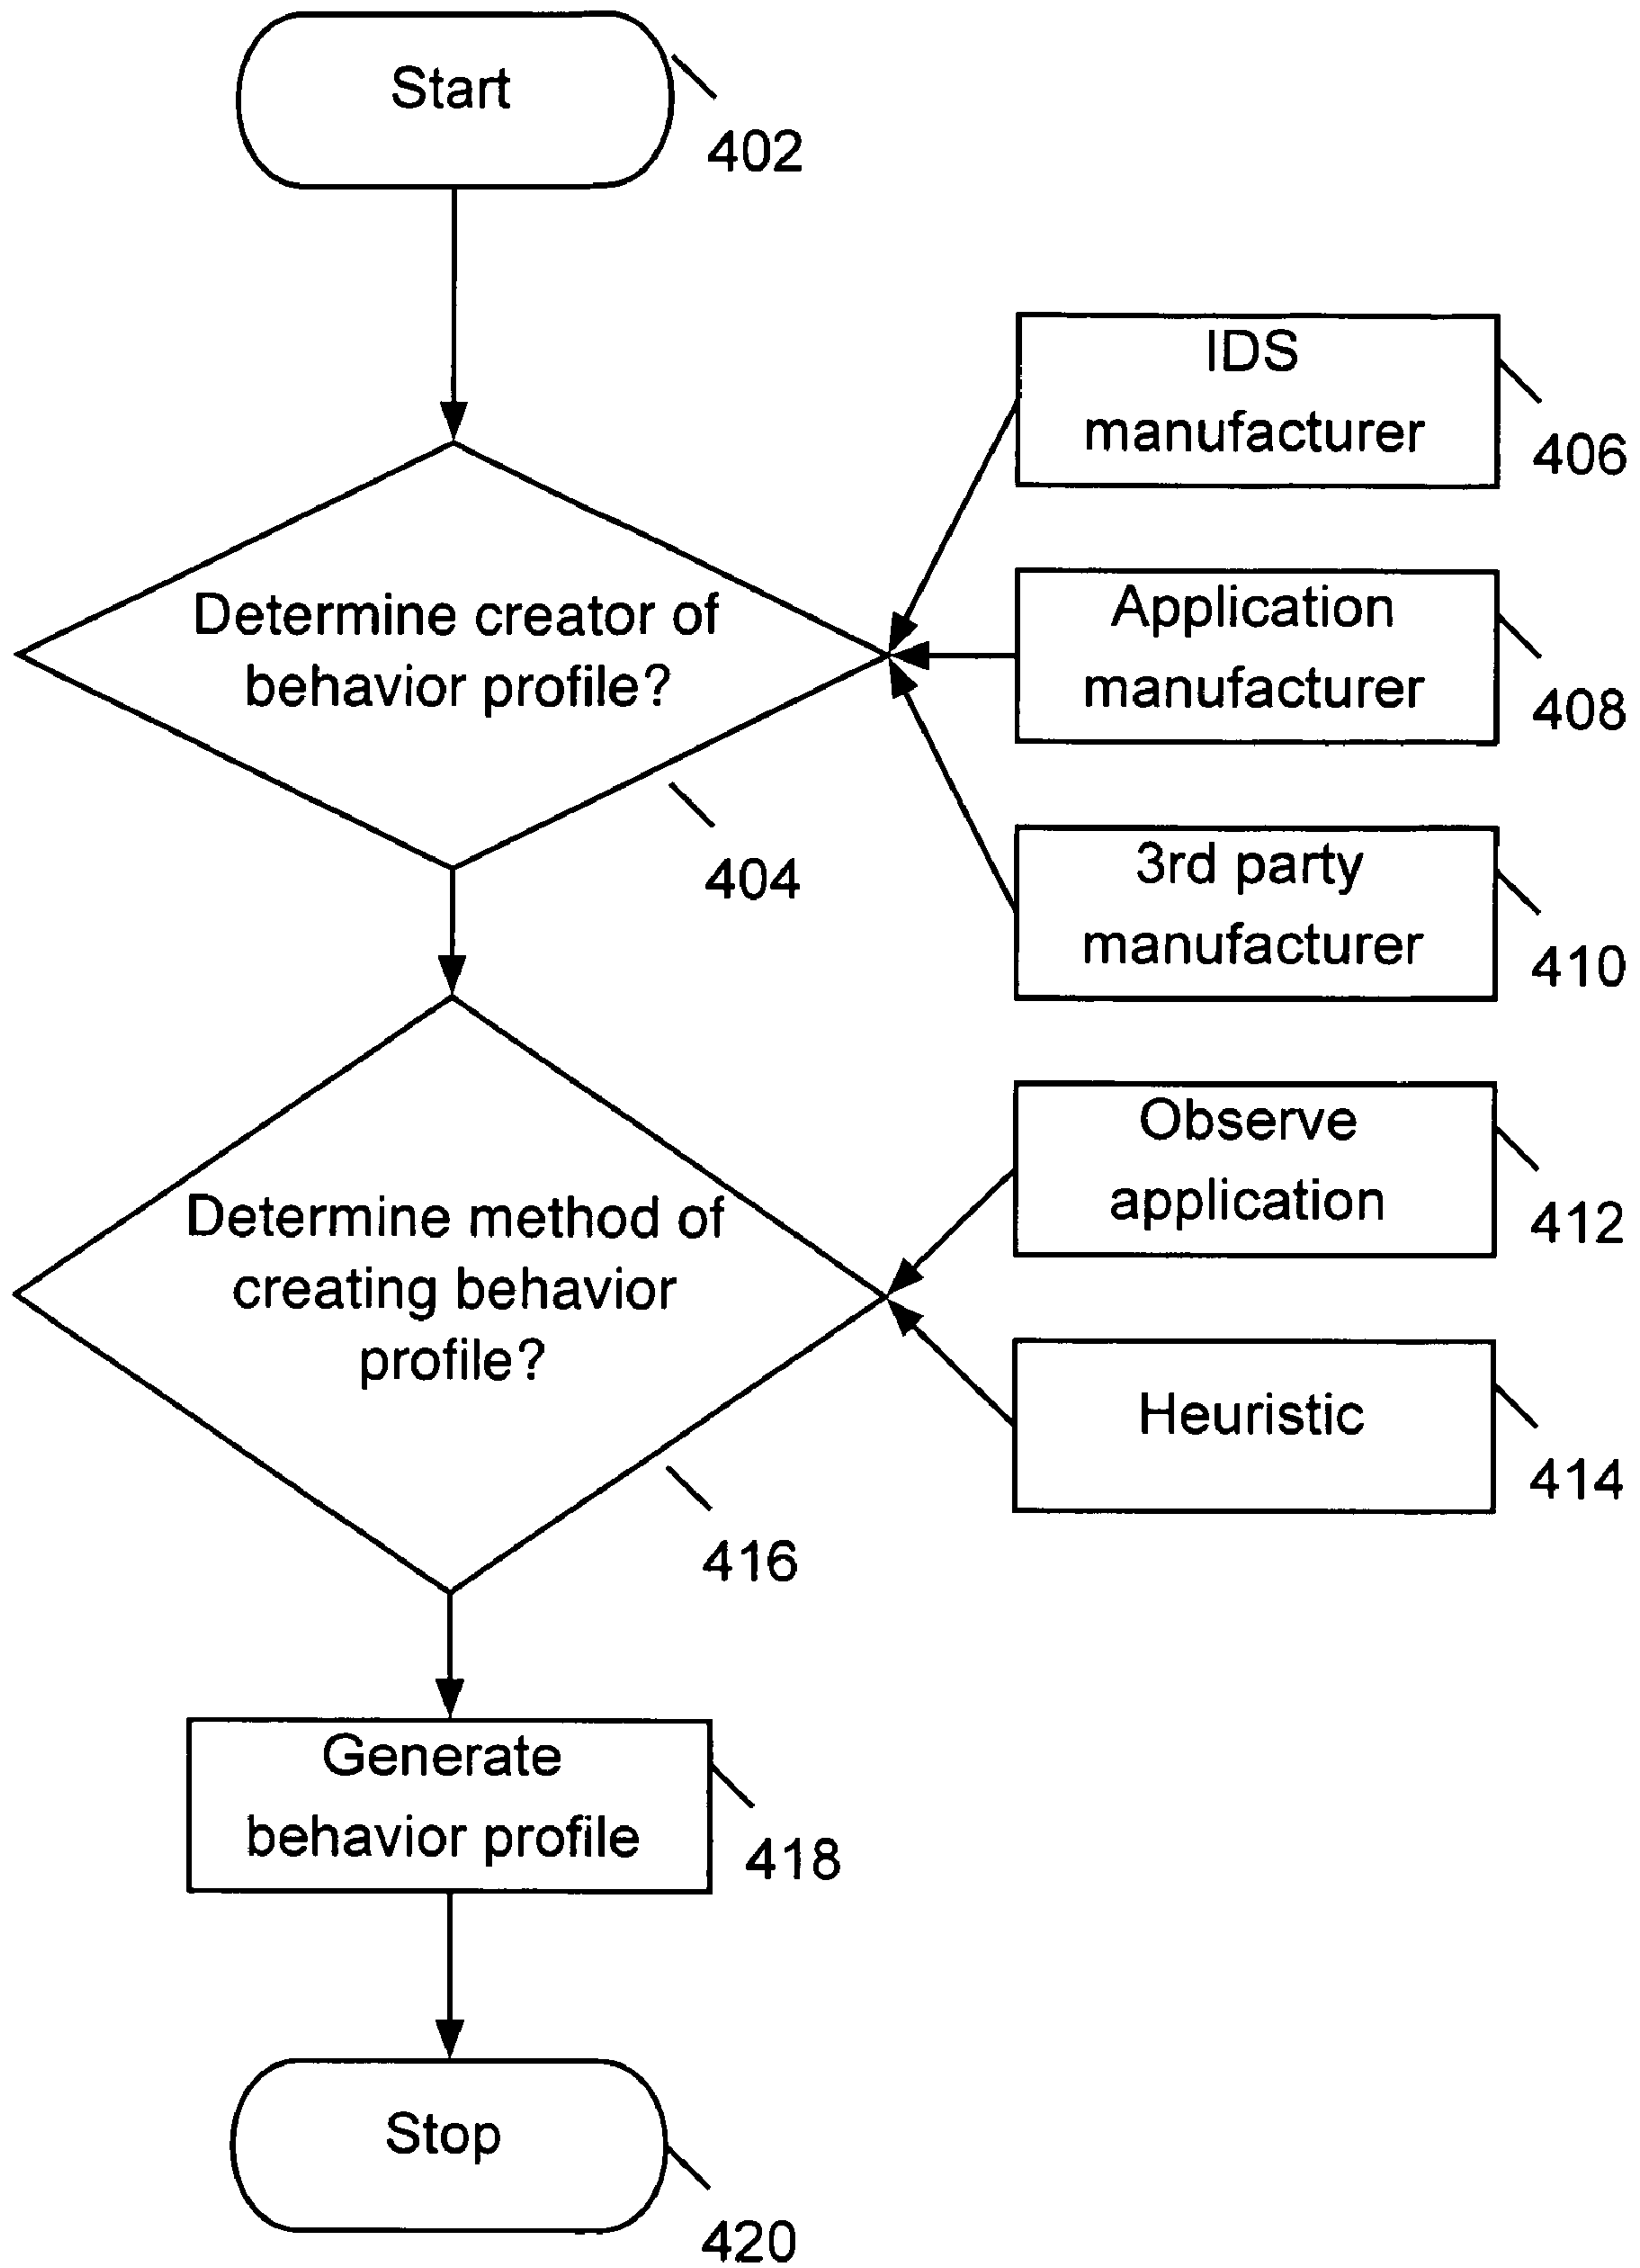 Start
402
Determine creator of
behavior profile?
404
IDS
manufacturer
406
Application
manufacturer
408
3rd party
manufacturer
410
Determine method of
creating behavior
profile?
416
Observe
application
412
Heuristic
414
Generate
behavior profile
418
Stop
420